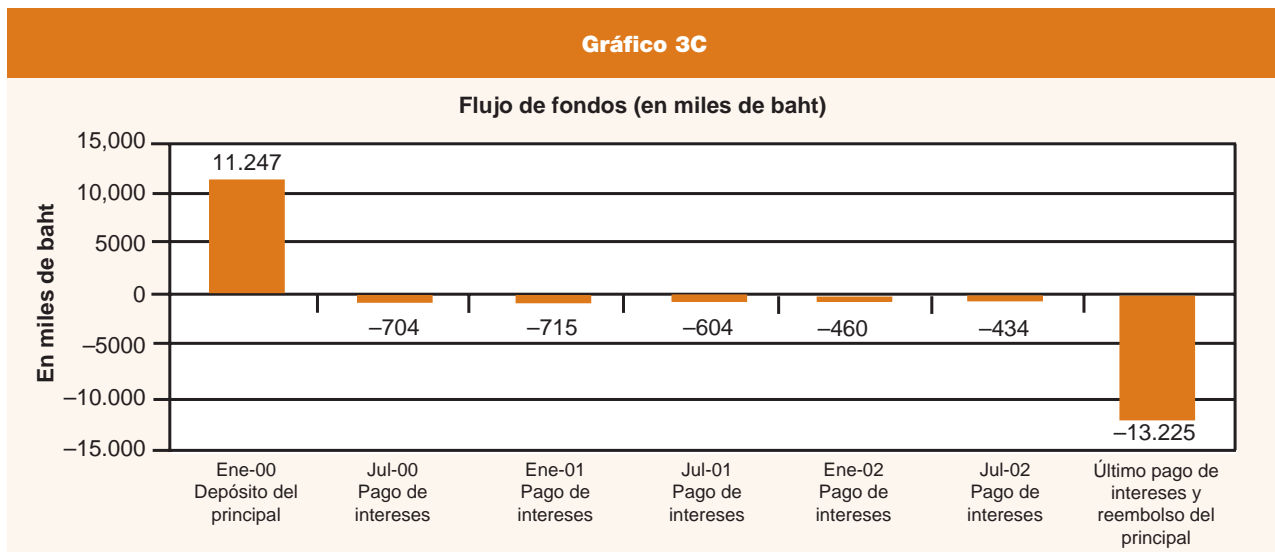 Gráfico 3C
Flujo de fondos (en miles de baht)
En miles de baht
15,000
10,000
5000
0
–5000
–10.000
–15.000
11.247
–704
–715
–604
–460
–434
–13.225
Ene-00
Depósito del
principal
Jul-00
Pago de
intereses
Ene-01
Pago de
intereses
Jul-01
Pago de
intereses
Ene-02
Pago de
intereses
Jul-02
Pago de
intereses
Último pago de
intereses y
reembolso del
principal